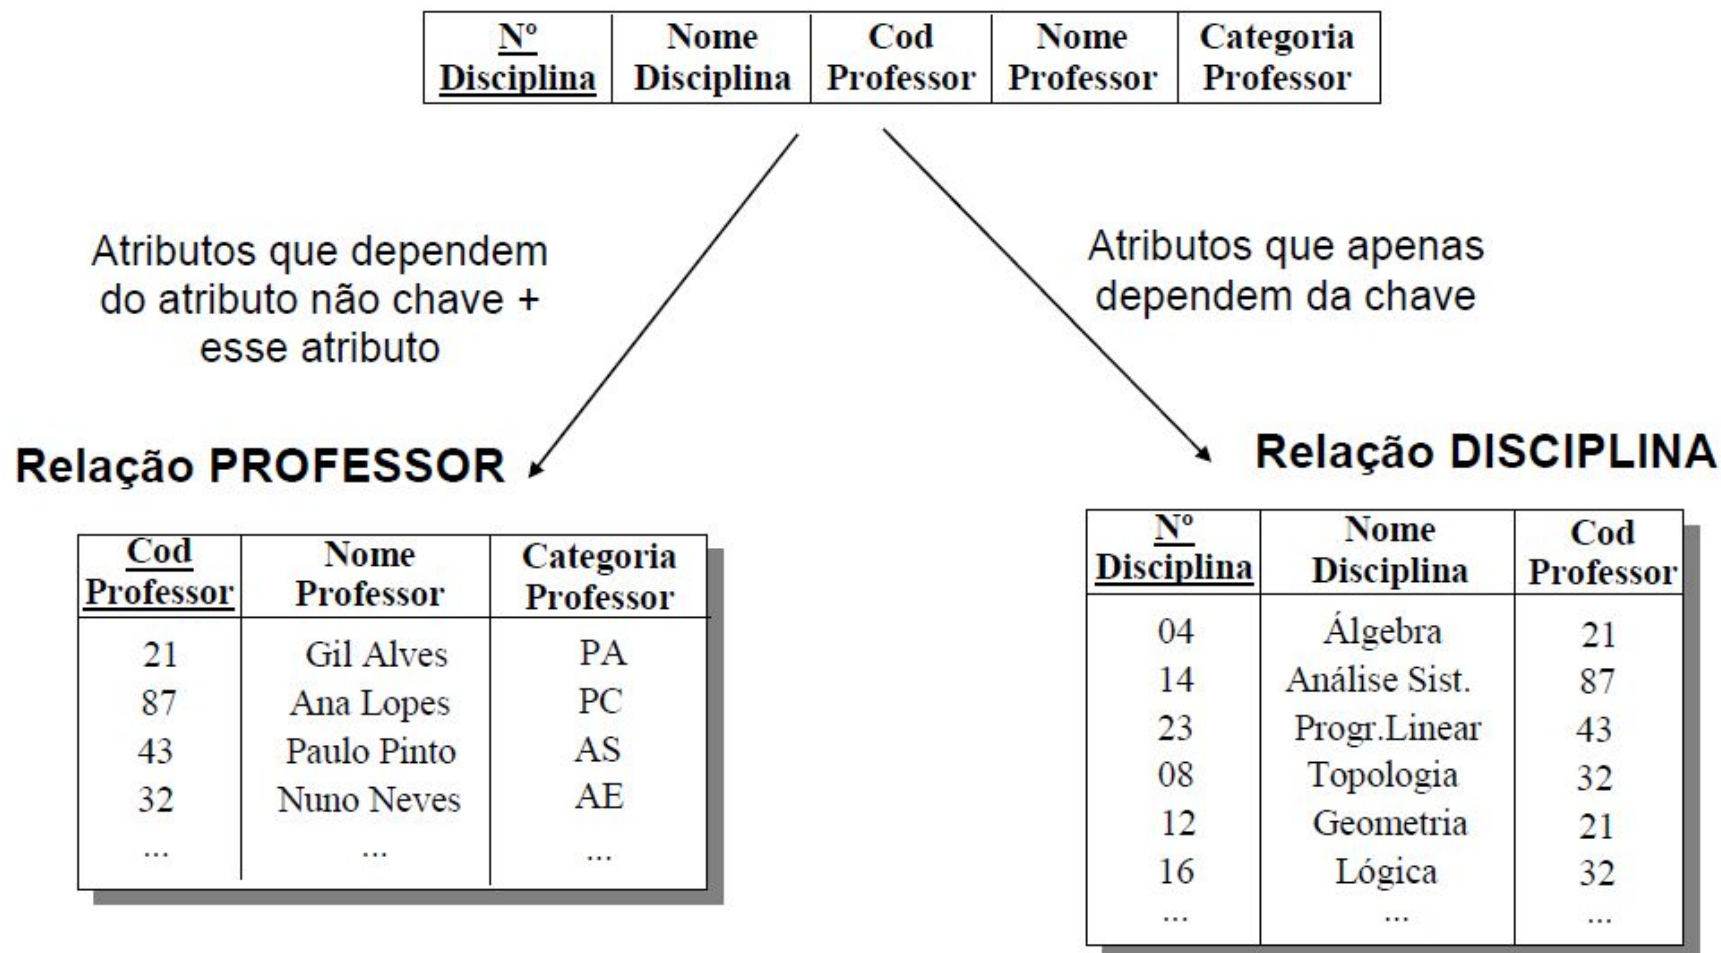 Nº Disciplina Nome Disciplina Cod Professor Nome Professor Categoria Professor
Atributos que dependem
do atributo não chave +
esse atributo
Atributos que apenas
dependem da chave
Relação PROFESSOR
Relação DISCIPLINA
Cod Professor Nome Professor Categoria Professor
21 Gil Alves PA
87 Ana Lopes PC
43 Paulo Pinto AS
32 Nuno Neves AE
... ... ...
Nº Disciplina Nome Disciplina Cod Professor
04 Álgebra 21
14 Análise Sist. 87
23 Progr.Linear 43
08 Topologia 32
12 Geometria 21
16 Lógica 32
... ... ...